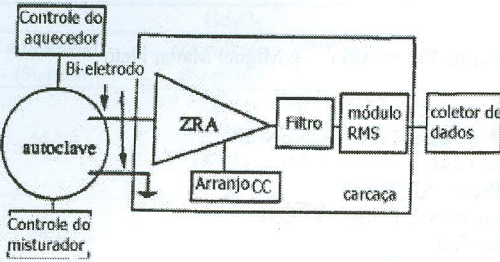 Controle do
aquecedor
Bi-eletrodo
autoclave
ZRA
Filtro
módulo
RMS
coletor de
dados
Arranjo CC
carcaça
Controle do
misturador